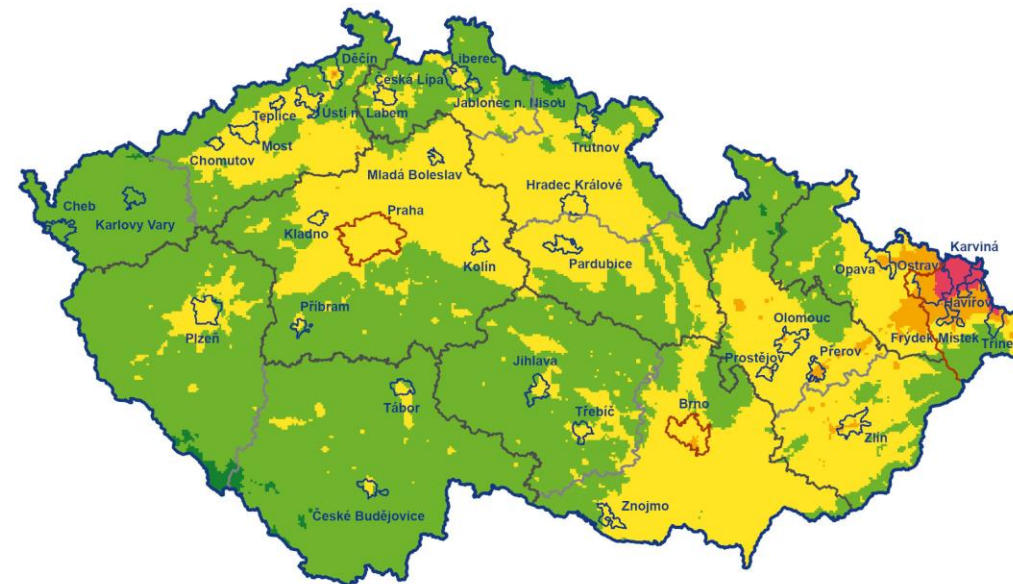 Děčín
Liberec
Česká Lípa
Jablonec n. Nisou
Teplice
Ústí n. Labem
Most
Chomutov
Trutnov
Mladá Boleslav
Cheb
Karlovy Vary
Hradec Králové
Praha
Kladno
Kolín
Pardubice
Karviná
Opava
Ostrav
Havířov
Příbram
Plzeň
Olomouc
Frýdek
Místek
Třine
Jihlava
Prostějov
Přerov
Tábor
Třebíč
Brno
Zlín
Znojmo
České Budějovice